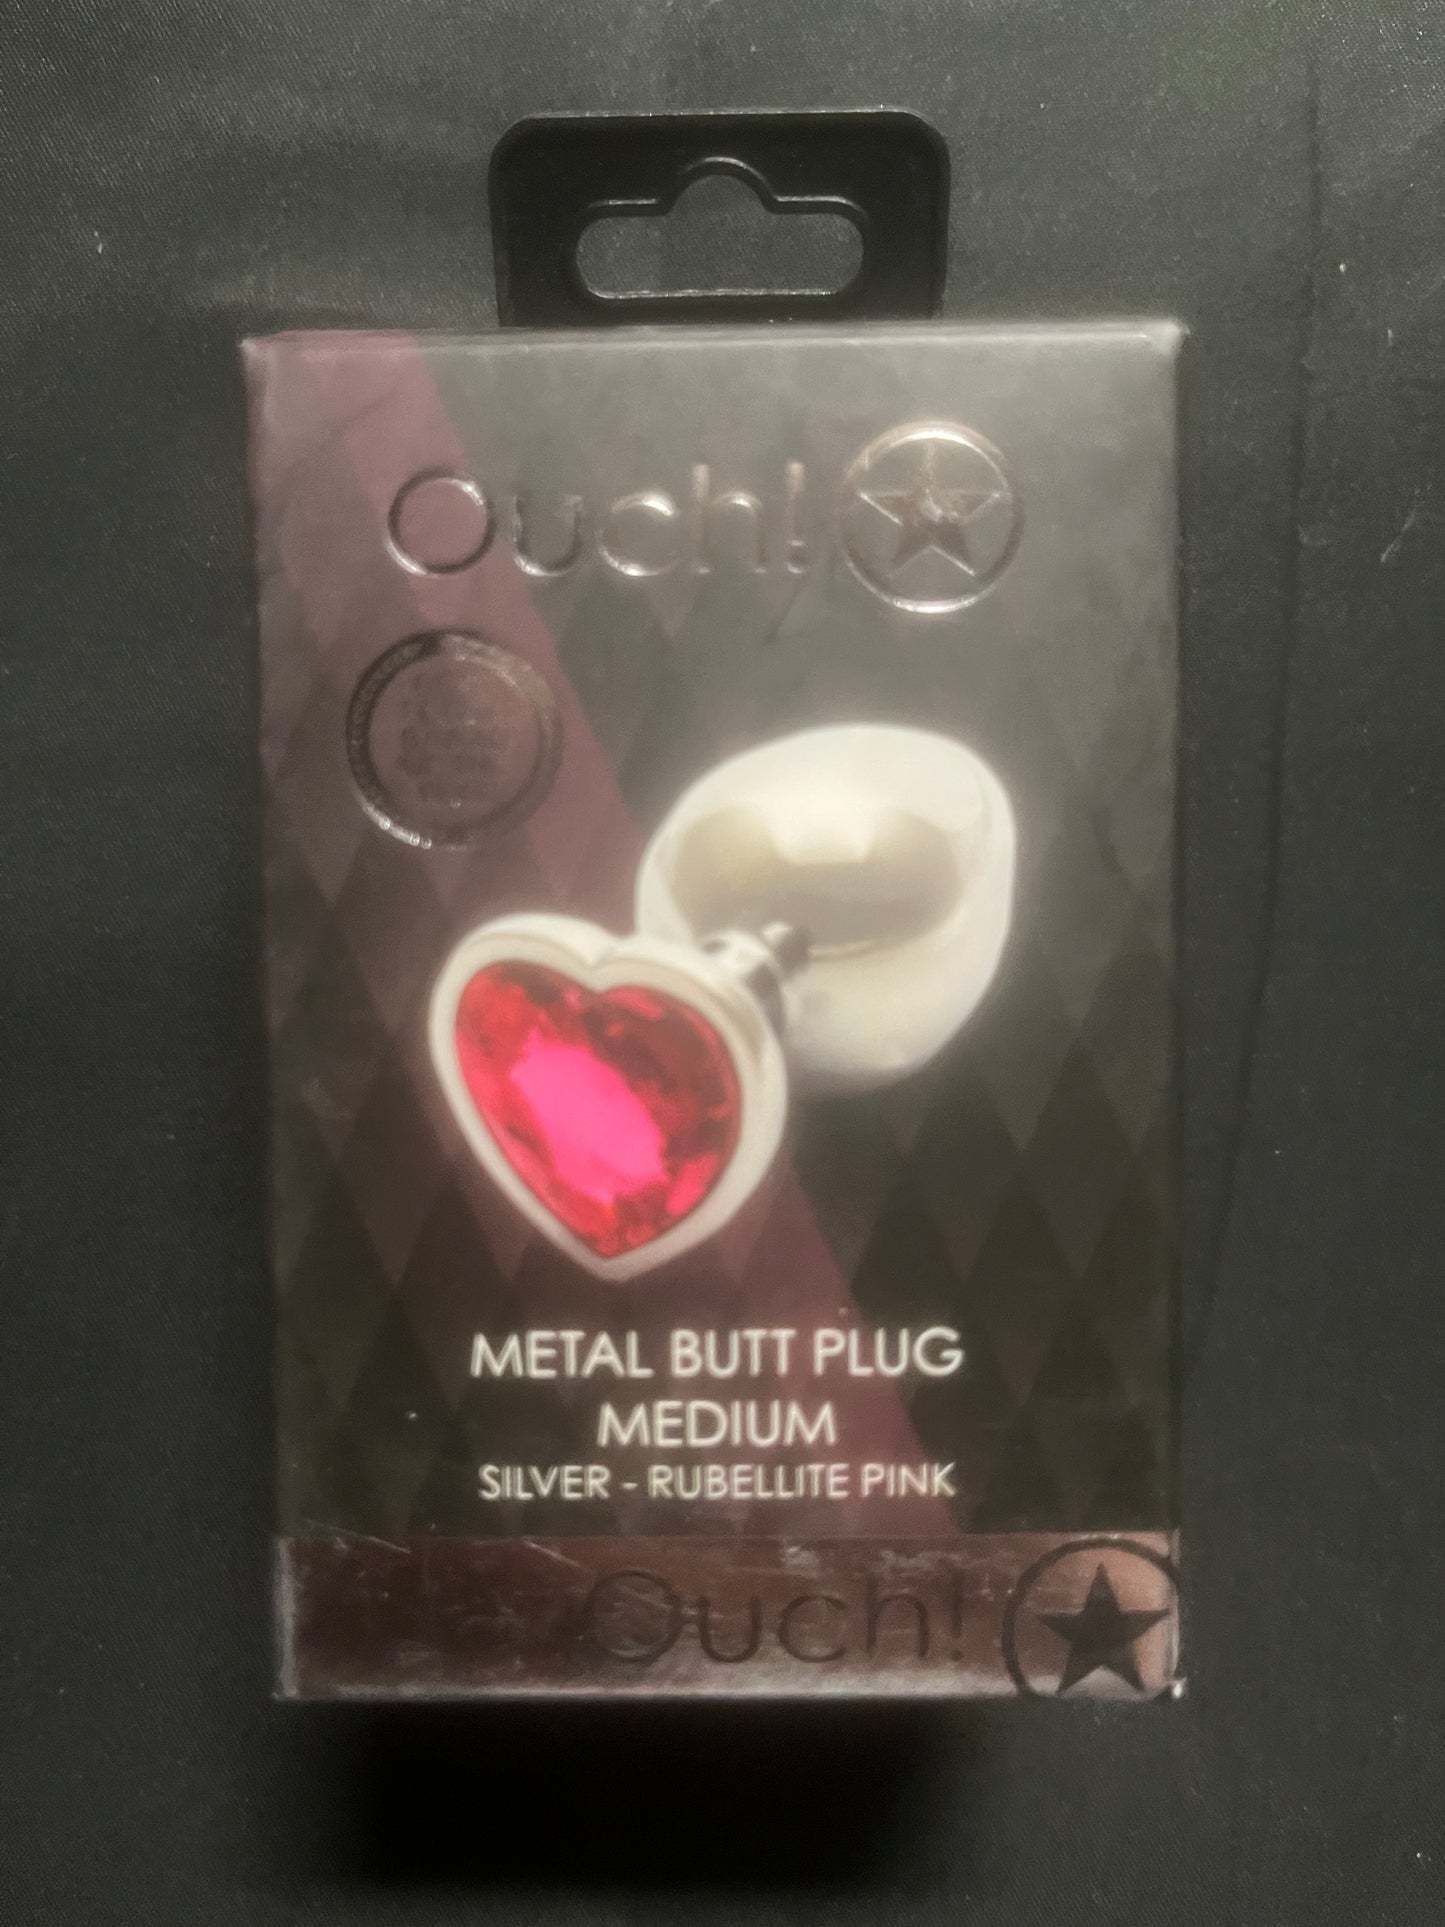 Ouch!
METAL BUTT PLUG
MEDIUM
SILVER - RUBELLITE PINK
Ouch!